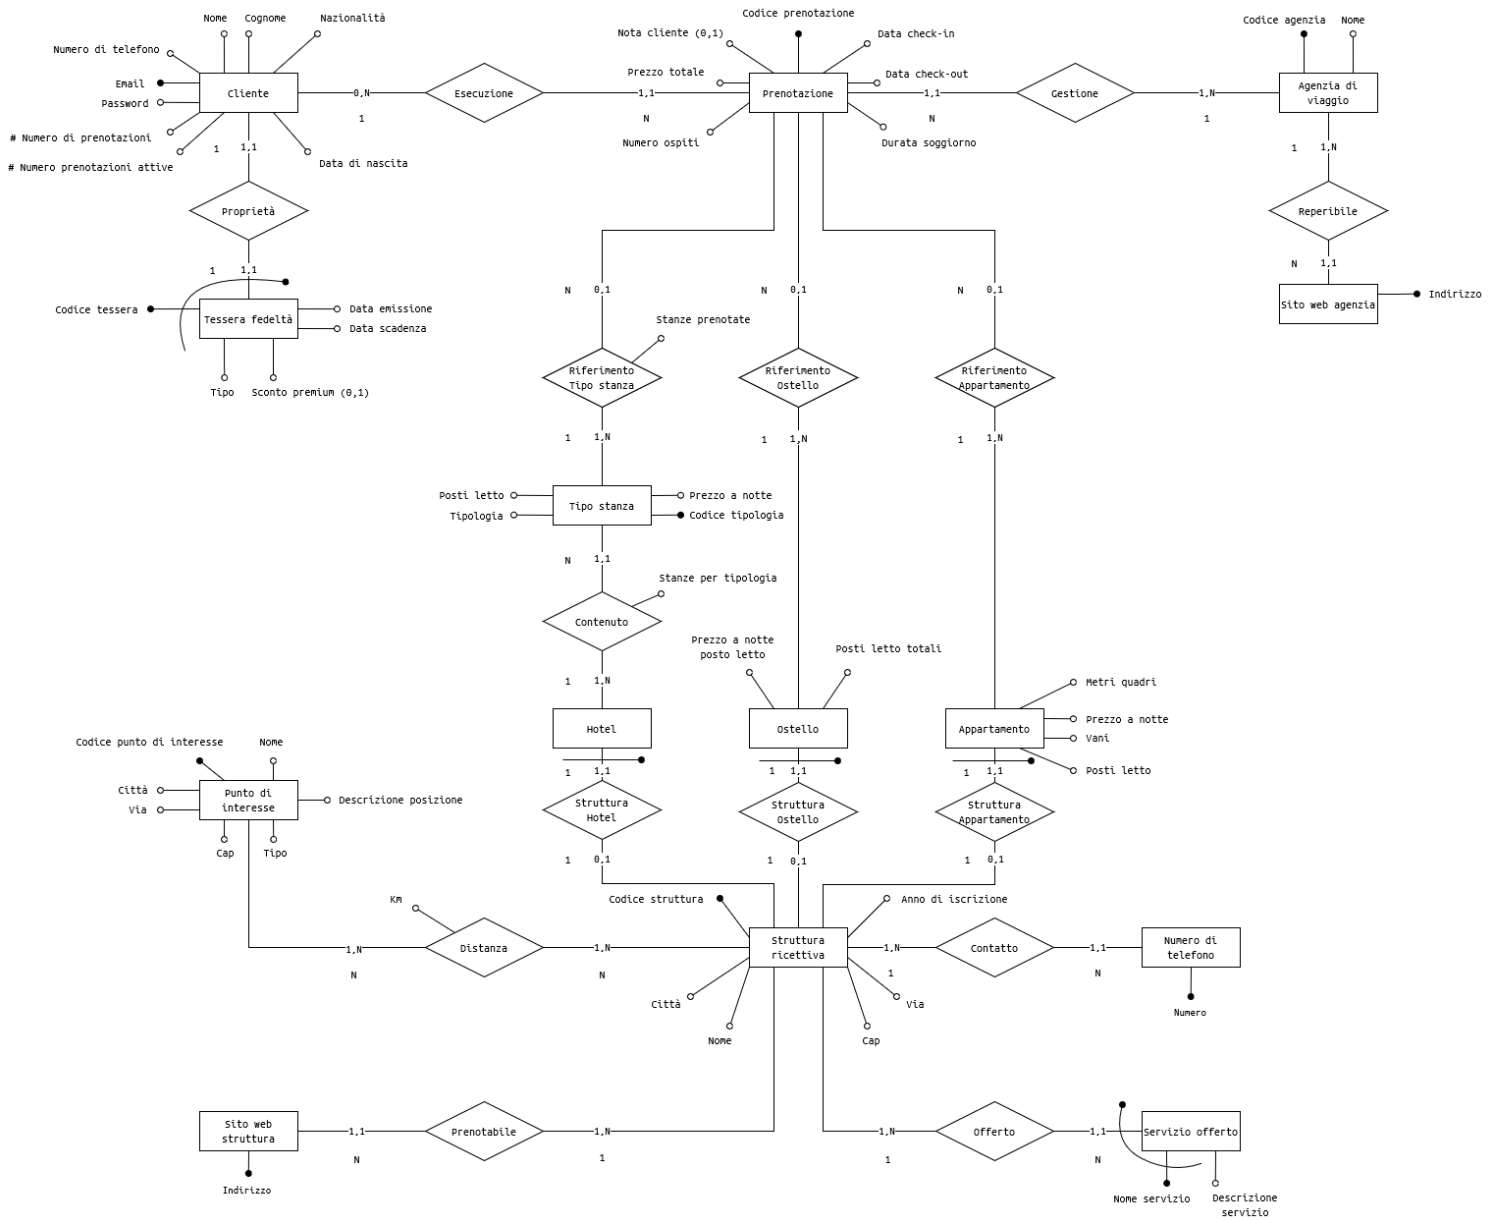 Codice prenotazione
Nome
Cognome
Nazionalità
Codice agenzia
Nome
Nota cliente (0,1)
Data check-in
Numero di telefono
Prezzo totale
Data check-out
Email
Cliente
0,N
Esecuzione
1,1
Prenotazione
1,1
Gestione
1,N
Agenzia di
viaggio
Password
1
N
N
1
# Numero di prenotazioni
Numero ospiti
Durata soggiorno
1
1,1
1
1,N
# Numero prenotazioni attive
Data di nascita
Proprietà
Reperibile
1
1,1
N
1,1
N
0,1
N
0,1
N
0,1
Sito web agenzia
Indirizzo
Codice tessera
Tessera fedeltà
Data emissione
Data scadenza
Stanze prenotate
Riferimento
Tipo stanza
Riferimento
Ostello
Riferimento
Appartamento
Tipo
Sconto premium (0,1)
1
1,N
1
1,N
1
1,N
Posti letto
Prezzo a notte
Tipo stanza
Tipologia
Codice tipologia
N
1,1
Stanze per tipologia
Contenuto
Prezzo a notte
posto letto
Posti letto totali
1
1,N
Metri quadri
Hotel
Ostello
Appartamento
Prezzo a notte
Vani
Codice punto di interesse
Nome
1
1,1
1
1,1
1
1,1
Posti letto
Città
Punto di
interesse
Descrizione posizione
Via
Struttura
Hotel
Struttura
Ostello
Struttura
Appartamento
Cap
Tipo
1
0,1
1
0,1
1
0,1
Km
Codice struttura
Anno di iscrizione
1,N
Distanza
1,N
Struttura
ricettiva
1,N
Contatto
1,1
Numero di
telefono
N
N
1
N
Città
Via
Numero
Nome
Cap
Sito web
struttura
1,1
Prenotabile
1,N
1,N
Offerto
1,1
Servizio offerto
N
1
1
N
Indirizzo
Nome servizio
Descrizione
servizio